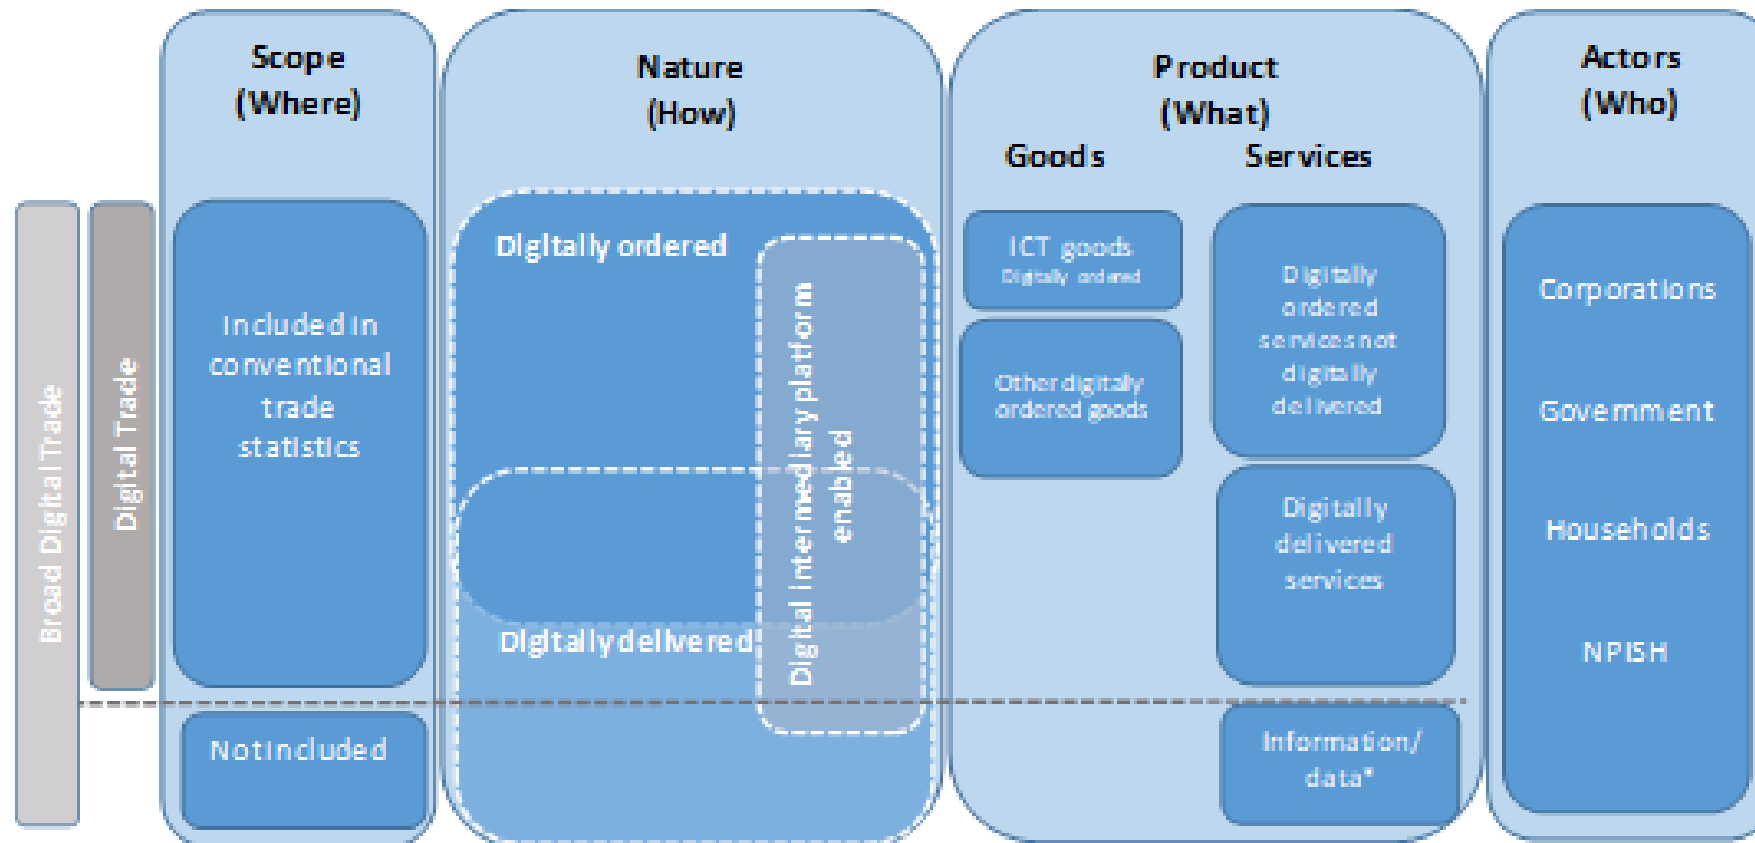 Scope
(Where)
Nature
(How)
Product
(What)
Goods
Services
Actors
(Who)
Broad Digital Trade
Digital Trade
Included in
conventional
trade
statistics
Not Included
Digitally ordered
Digitally delivered
Digital intermediary platform
enabled
ICT goods
Digitally ordered
Other digitally
ordered goods
Digitally
ordered
services not
digitally
delivered
Digitally
delivered
services
Information/
data*
Corporations
Government
Households
NPISH